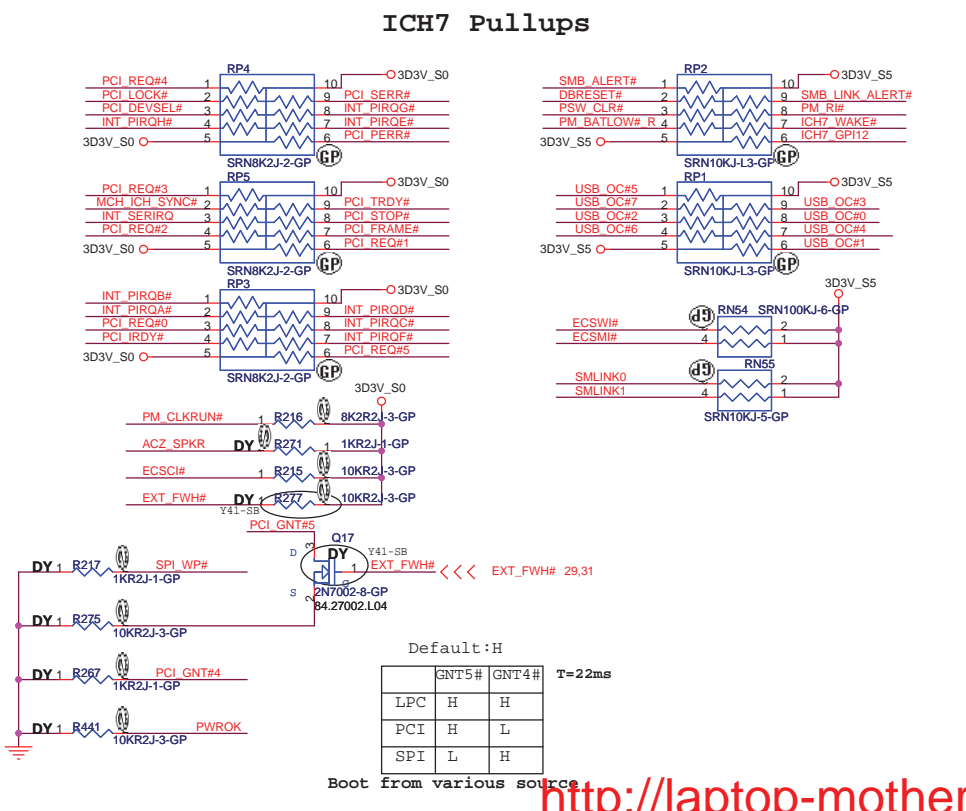 ICH7 Pullups
RP4
PCI_REQ#4 1 10 3D3V_S0
PCI_LOCK# 2 9 PCI_SERR#
PCI_DEVSEL# 3 8 INT_PIRQG#
INT_PIRQH# 4 7 INT_PIRQE#
3D3V_S0 5 6 PCI_PERR#
SRN8K2J-2-GP GP
RP2
SMB_ALERT# 1 10 3D3V_S5
DBRESET# 2 9 SMB_LINK_ALERT#
PSW_CLR# 3 8 PM_RI#
PM_BATLOW#_R 4 7 ICH7_WAKE#
3D3V_S5 5 6 ICH7_GPI12
SRN10KJ-L3-GP GP
RP5
PCI_REQ#3 1 10 3D3V_S0
MCH_ICH_SYNC# 2 9 PCI_TRDY#
INT_SERIRQ 3 8 PCI_STOP#
PCI_REQ#2 4 7 PCI_FRAME#
3D3V_S0 5 6 PCI_REQ#1
SRN8K2J-2-GP GP
RP1
USB_OC#5 1 10 3D3V_S5
USB_OC#7 2 9 USB_OC#3
USB_OC#2 3 8 USB_OC#0
USB_OC#6 4 7 USB_OC#4
3D3V_S5 5 6 USB_OC#1
SRN10KJ-L3-GP GP
RP3
INT_PIRQB# 1 10 3D3V_S0
INT_PIRQA# 2 9 INT_PIRQD#
PCI_REQ#0 3 8 INT_PIRQC#
PCI_IRDY# 4 7 INT_PIRQF#
3D3V_S0 5 6 PCI_REQ#5
SRN8K2J-2-GP GP
3D3V_S5
GP RN54 SRN100KJ-6-GP
ECSWI# 3 2
ECSMI# 4 1
GP RN55
SMLINK0 3 2
SMLINK1 4 1
SRN10KJ-5-GP
3D3V_S0
PM_CLKRUN# 1 R216 8K2R2J-3-GP
ACZ_SPKR DY R271 1 1KR2J-1-GP
ECSCI# 1 R215 10KR2J-3-GP
EXT_FWH# DY 1 R277 10KR2J-3-GP
Y41-SB
PCI_GNT#5
Q17
D 3 DY Y41-SB
1 EXT_FWH# EXT_FWH# 29,31
G
S 2 2N7002-8-GP
84.27002.L04
DY 1 R217 SPI_WP#
1KR2J-1-GP
DY 1 R275
10KR2J-3-GP
DY 1 R267 PCI_GNT#4
1KR2J-1-GP
DY 1 R441 PWROK
10KR2J-3-GP
Default:H
GNT5# GNT4# T=22ms
LPC H H
PCI H L
SPI L H
Boot from various source
http://laptop-mother